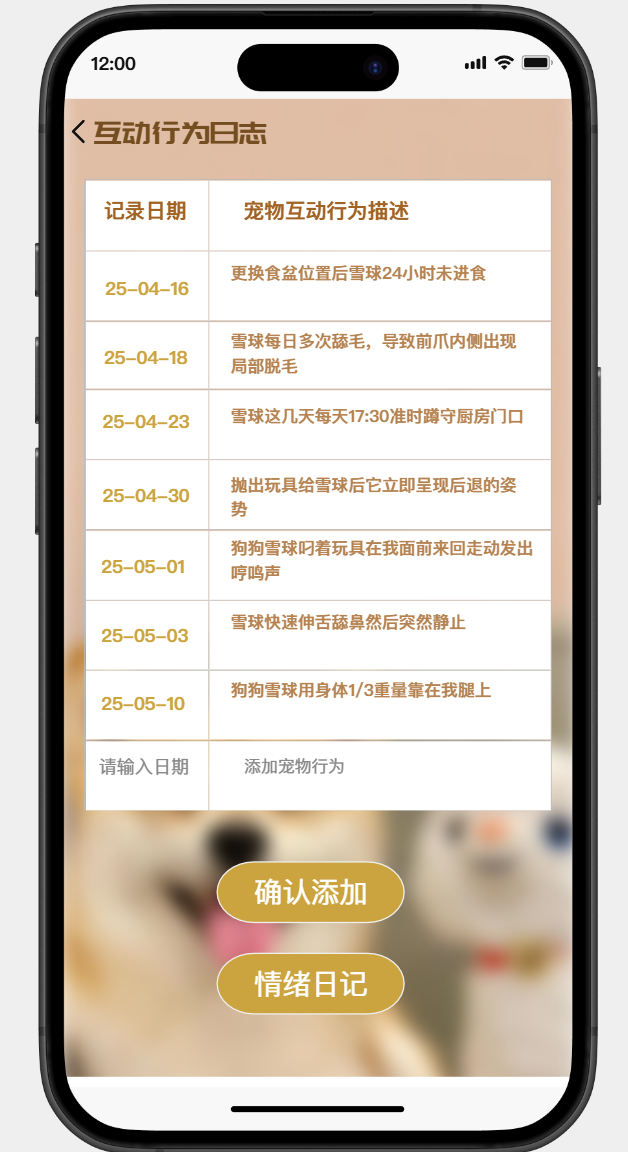 12:00
互动行为日志
记录日期
宠物互动行为描述
25-04-16
更换食盆位置后雪球24小时未进食
25-04-18
雪球每日多次舔毛，导致前爪内侧出现
局部脱毛
25-04-23
雪球这几天每天17:30准时蹲守厨房门口
25-04-30
抛出玩具给雪球后它立即呈现后退的姿
势
25-05-01
狗狗雪球叼着玩具在我面前来回走动发出
哼鸣声
25-05-03
雪球快速伸舌舔鼻然后突然静止
25-05-10
狗狗雪球用身体1/3重量靠在我腿上
请输入日期
添加宠物行为
确认添加
情绪日记